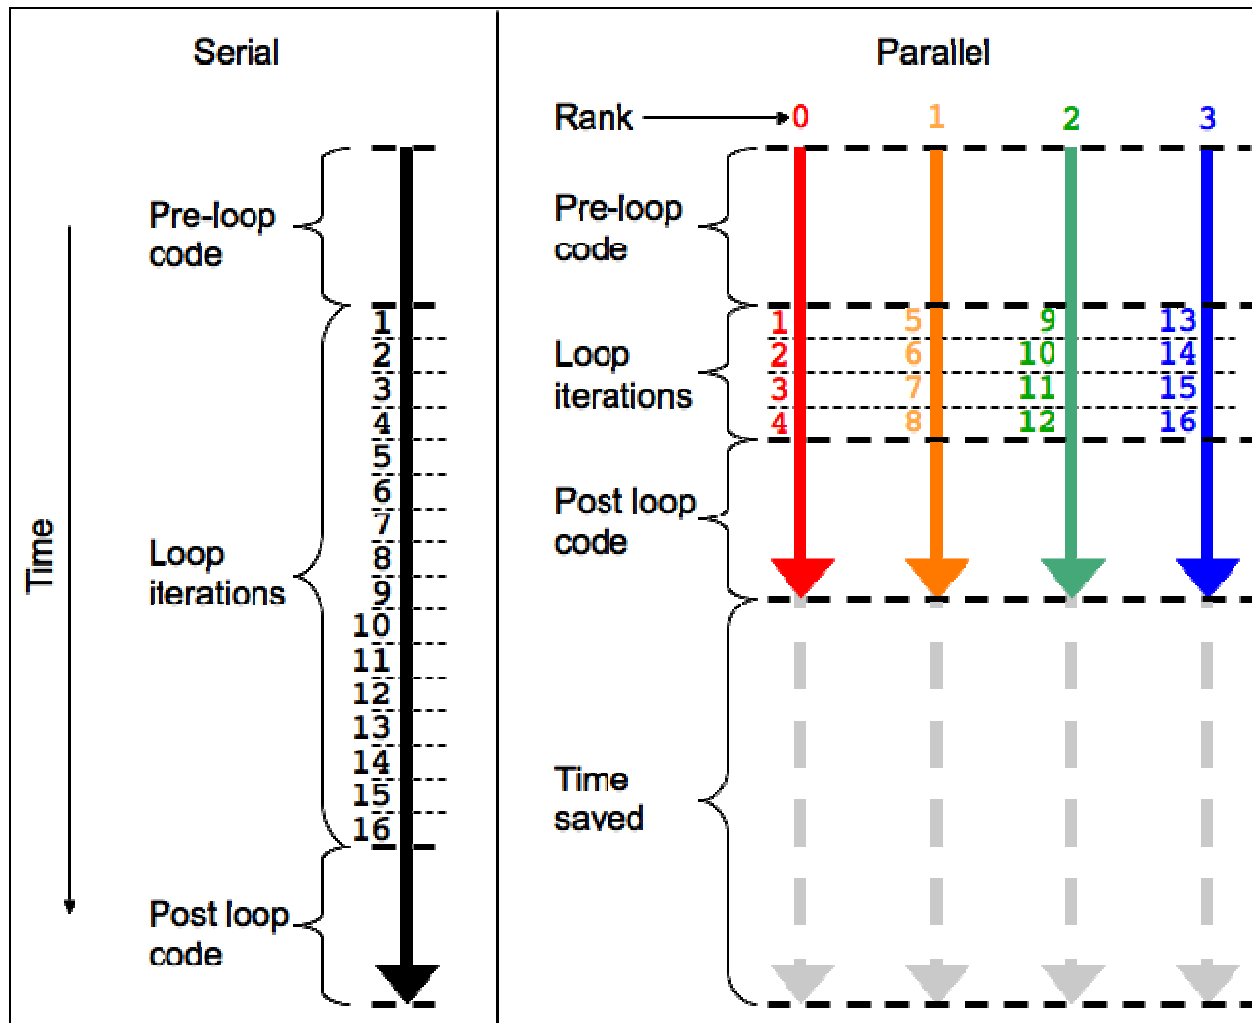 Serial
Pre-loop
code
1
2
3
4
5
6
7
8
9
10
11
12
13
14
15
16
Loop
iterations
Time
Post loop
code
Parallel
Rank 0 1 2 3
Pre-loop
code
1 5 9 13
2 6 10 14
3 7 11 15
4 8 12 16
Loop
iterations
Post loop
code
Time
saved